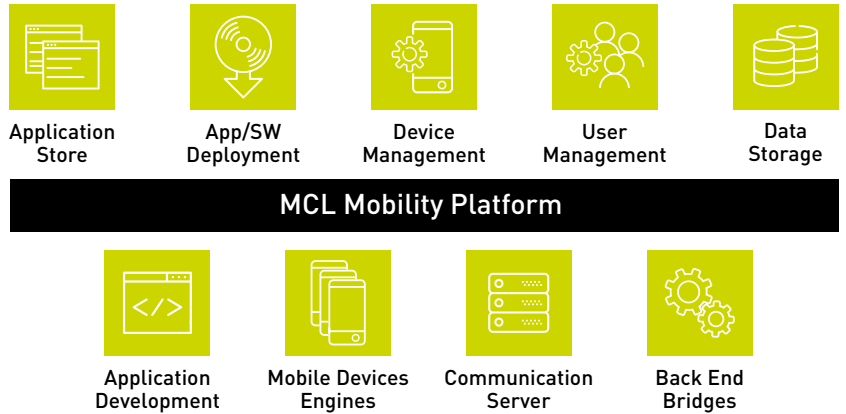 Application
Store
App/SW
Deployment
Device
Management
User
Management
Data
Storage
MCL Mobility Platform
</>
Application
Development
Mobile Devices
Engines
Communication
Server
Back End
Bridges